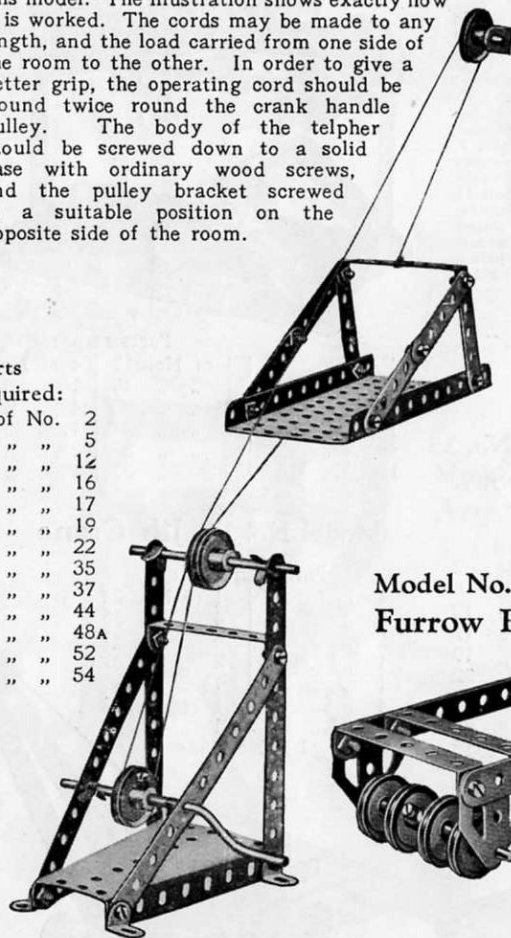 this model. The illustration shows exactly how
is worked. The cords may be made to any
ngth, and the load carried from one side of
e room to the other. In order to give a
etter grip, the operating cord should be
ound twice round the crank handle
ulley. The body of the telpher
ould be screwed down to a solid
ase with ordinary wood screws,
nd the pulley bracket screwed
a suitable position on the
pposite side of the room.
rts
quired:
of No. 2
„ „ 5
„ „ 12
„ „ 16
„ „ 17
„ „ 19
„ „ 22
„ „ 35
„ „ 37
„ „ 44
„ „ 48A
„ „ 52
„ „ 54
Model No.
Furrow